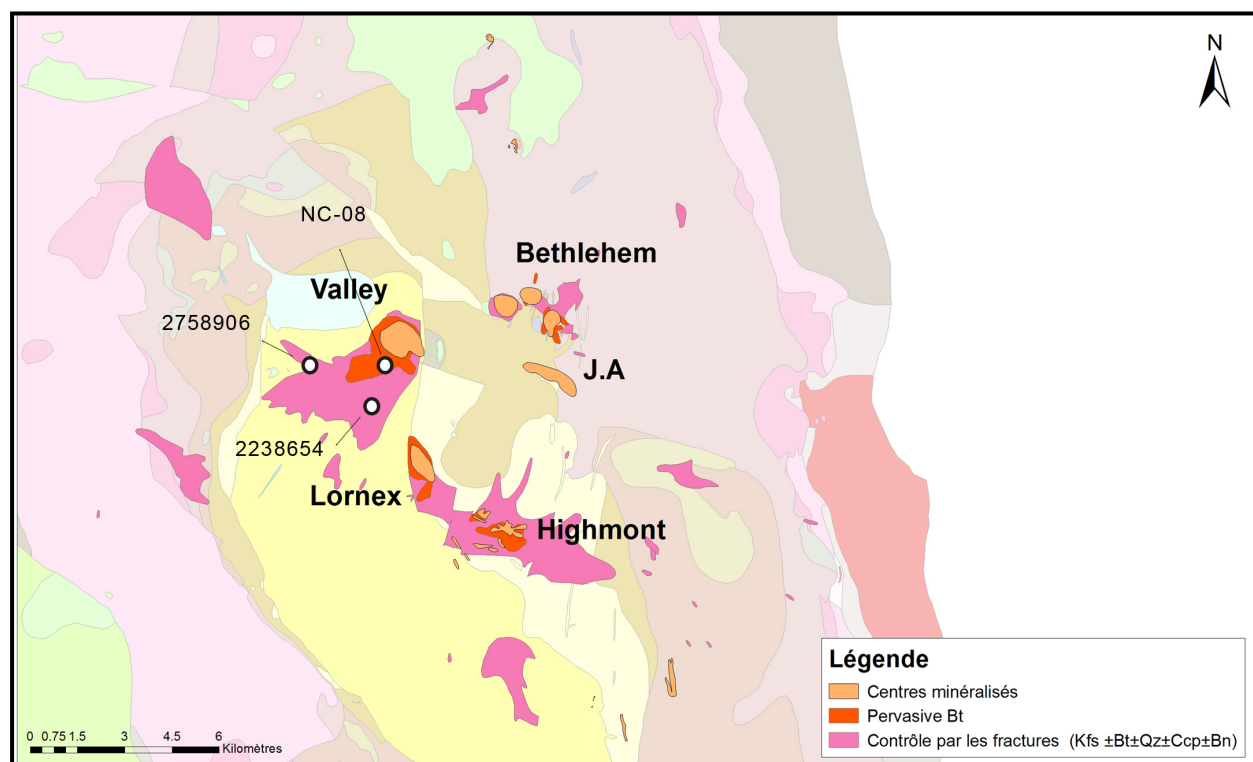 N
NC-08
Bethlehem
Valley
2758906
J.A
2238654
Lornex
Highmont
Légende
Centres minéralisés
Pervasive Bt
Contrôle par les fractures (Kfs ±Bt±Qz±Ccp±Bn)
0 0.75 1.5 3 4.5 6
Kilomètres